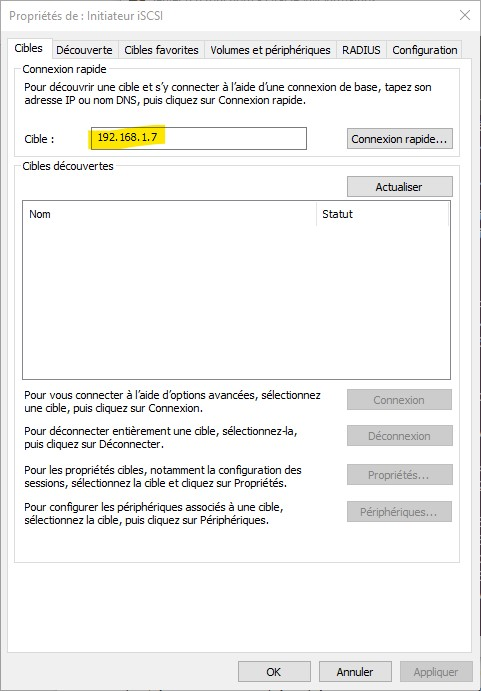 Propriétés de : Initiateur iSCSI
Cibles Découverte Cibles favorites Volumes et périphériques RADIUS Configuration
Connexion rapide
Pour découvrir une cible et s'y connecter à l'aide d'une connexion de base, tapez son
adresse IP ou nom DNS, puis cliquez sur Connexion rapide.
Cible : 192.168.1.7 Connexion rapide...
Cibles découvertes
Actualiser
Nom Statut
Pour vous connecter à l'aide d'options avancées, sélectionnez
une cible, puis cliquez sur Connexion.
Connexion
Pour déconnecter entièrement une cible, sélectionnez-la,
puis cliquez sur Déconnecter.
Déconnexion
Pour les propriétés cibles, notamment la configuration des
sessions, sélectionnez la cible et cliquez sur Propriétés.
Propriétés...
Pour configurer les périphériques associés à une cible,
sélectionnez la cible, puis cliquez sur Périphériques.
Périphériques...
OK Annuler Appliquer